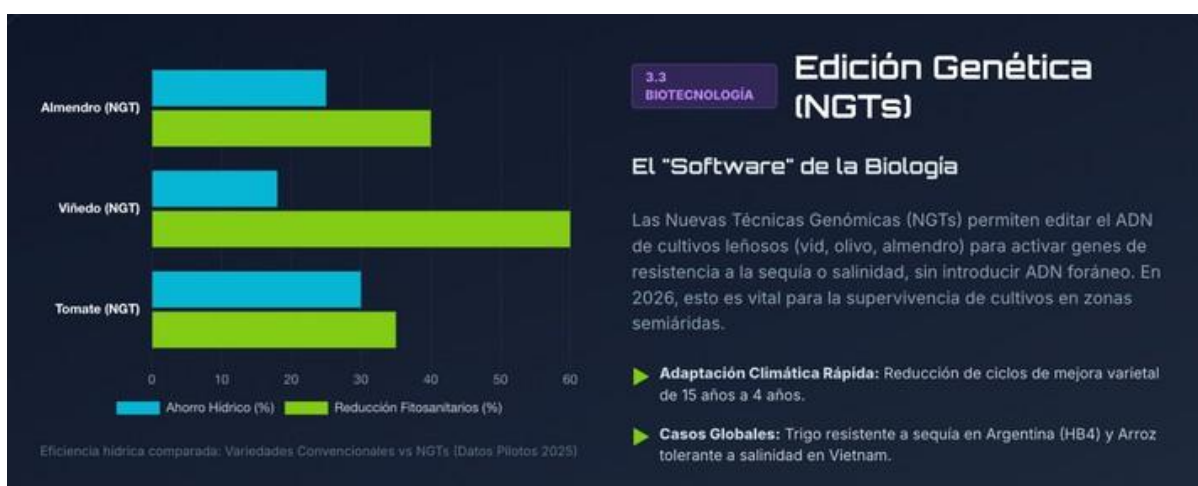 Almendro (NGT)
Viñedo (NGT)
Tomate (NGT)
0 10 20 30 40 50 60
Ahorro Hídrico (%) Reducción Fitosanitarios (%)
Eficiencia hídrica comparada: Variedades Convencionales vs NGTs (Datos Pilotos 2025)
3.3
BIOTECNOLOGÍA
Edición Genética
(NGTs)
El "Software" de la Biología
Las Nuevas Técnicas Genómicas (NGTs) permiten editar el ADN
de cultivos leñosos (vid, olivo, almendro) para activar genes de
resistencia a la sequía o salinidad, sin introducir ADN foráneo. En
2026, esto es vital para la supervivencia de cultivos en zonas
semiáridas.
Adaptación Climática Rápida: Reducción de ciclos de mejora varietal
de 15 años a 4 años.
Casos Globales: Trigo resistente a sequía en Argentina (HB4) y Arroz
tolerante a salinidad en Vietnam.